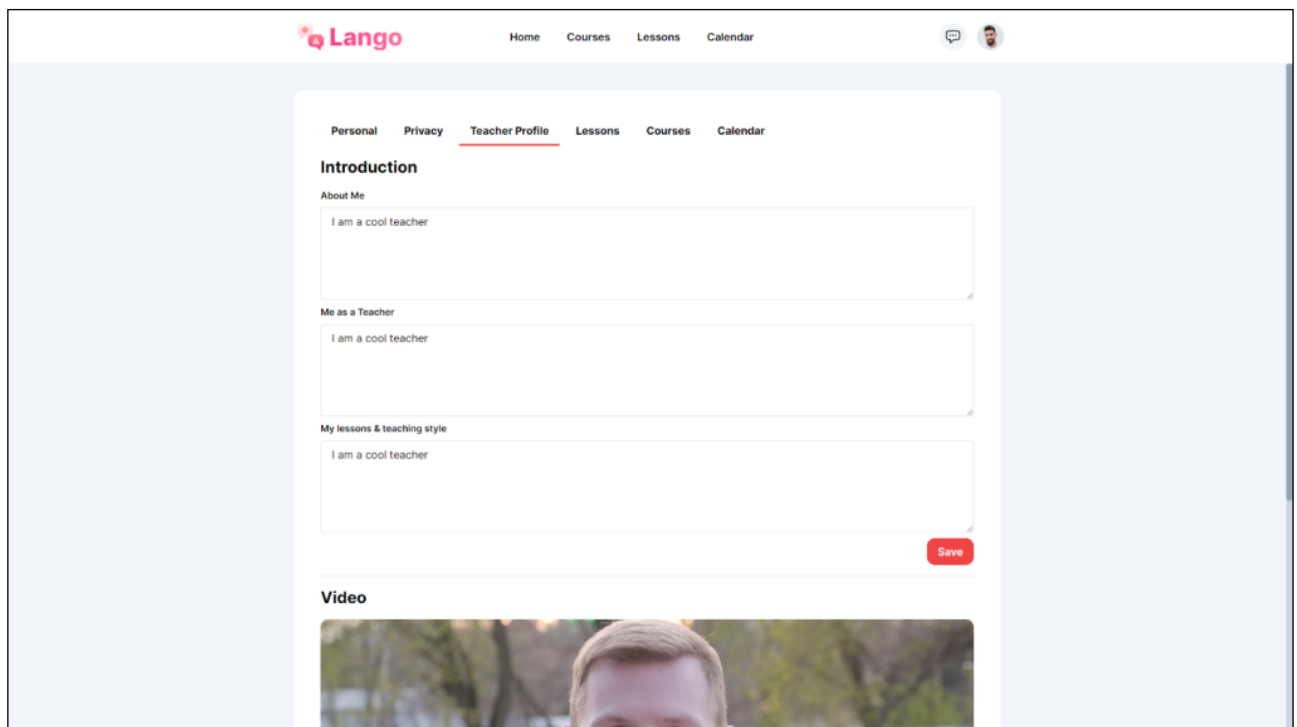 Lango
Home Courses Lessons Calendar
Personal Privacy Teacher Profile Lessons Courses Calendar
Introduction
About Me
I am a cool teacher
Me as a Teacher
I am a cool teacher
My lessons & teaching style
I am a cool teacher
Save
Video